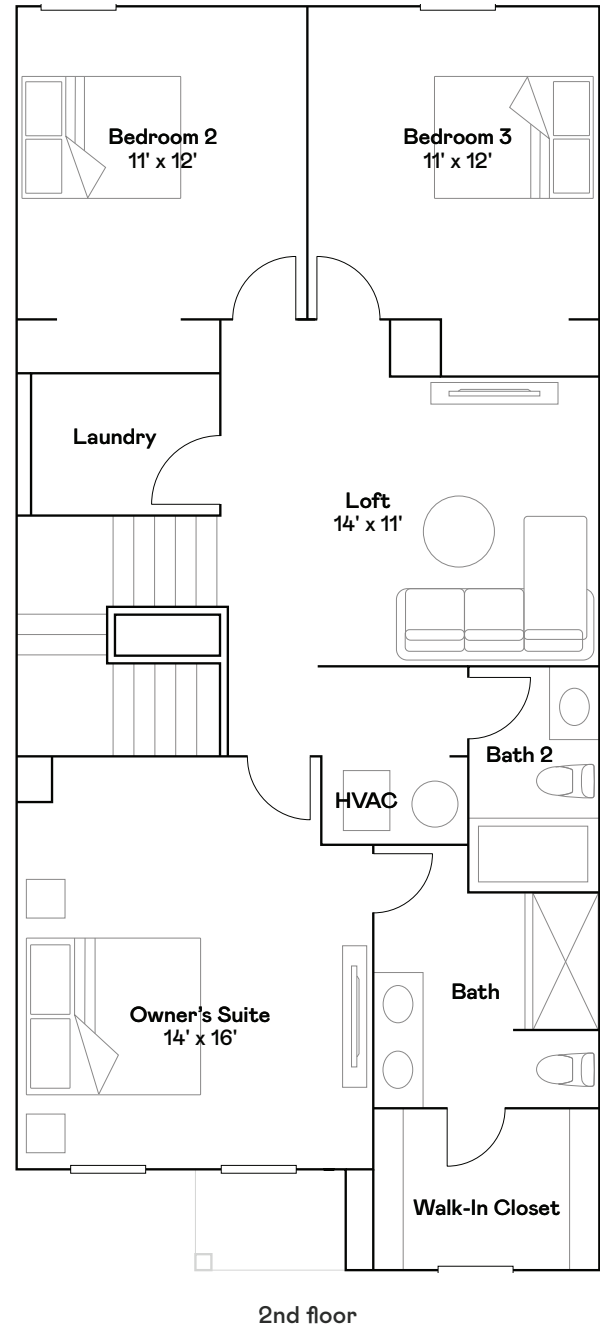 Bedroom 2
11' x 12'
Bedroom 3
11' x 12'
Laundry
Loft
14' x 11'
Bath 2
HVAC
Bath
Owner's Suite
14' x 16'
Walk-In Closet
2nd floor